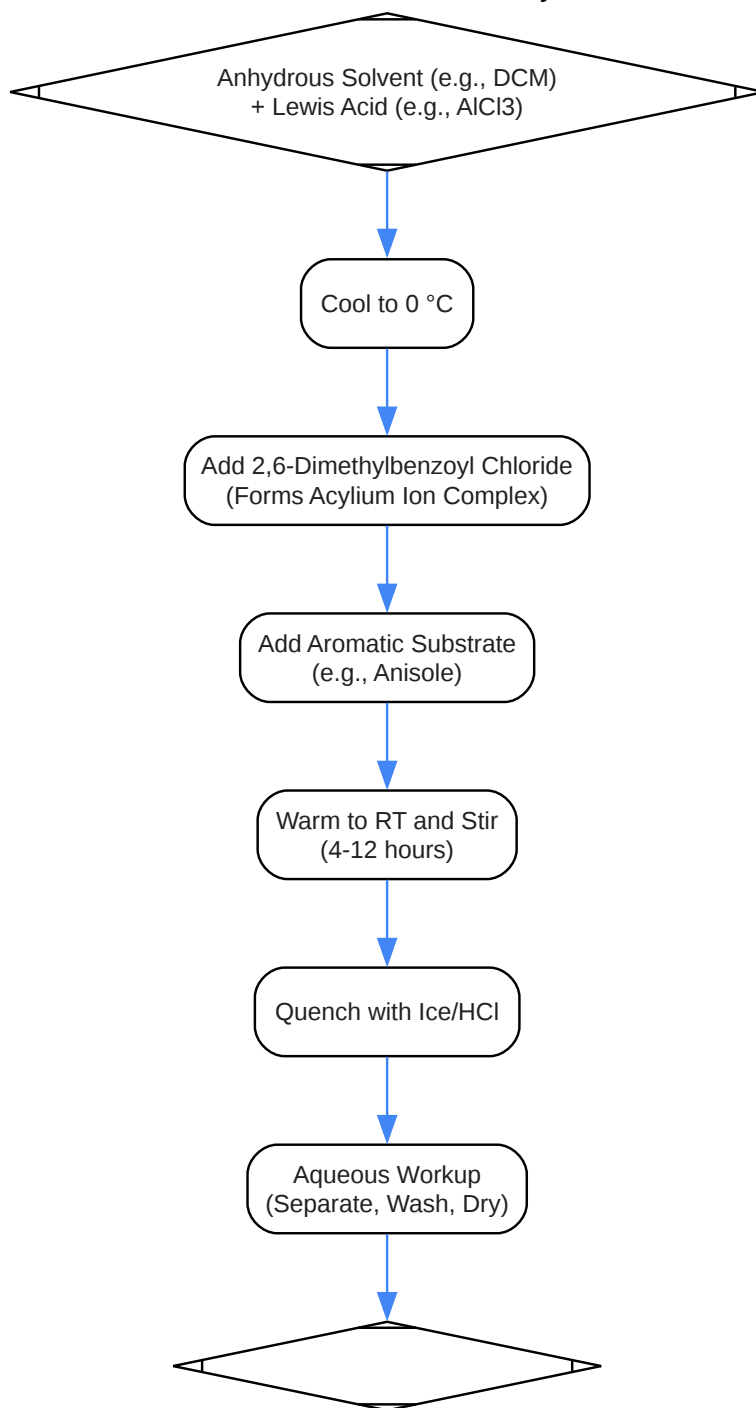 Anhydrous Solvent (e.g., DCM)
+ Lewis Acid (e.g., AlCl3)
Cool to 0 °C
Add 2,6-Dimethylbenzoyl Chloride
(Forms Acylium Ion Complex)
Add Aromatic Substrate
(e.g., Anisole)
Warm to RT and Stir
(4-12 hours)
Quench with Ice/HCl
Aqueous Workup
(Separate, Wash, Dry)